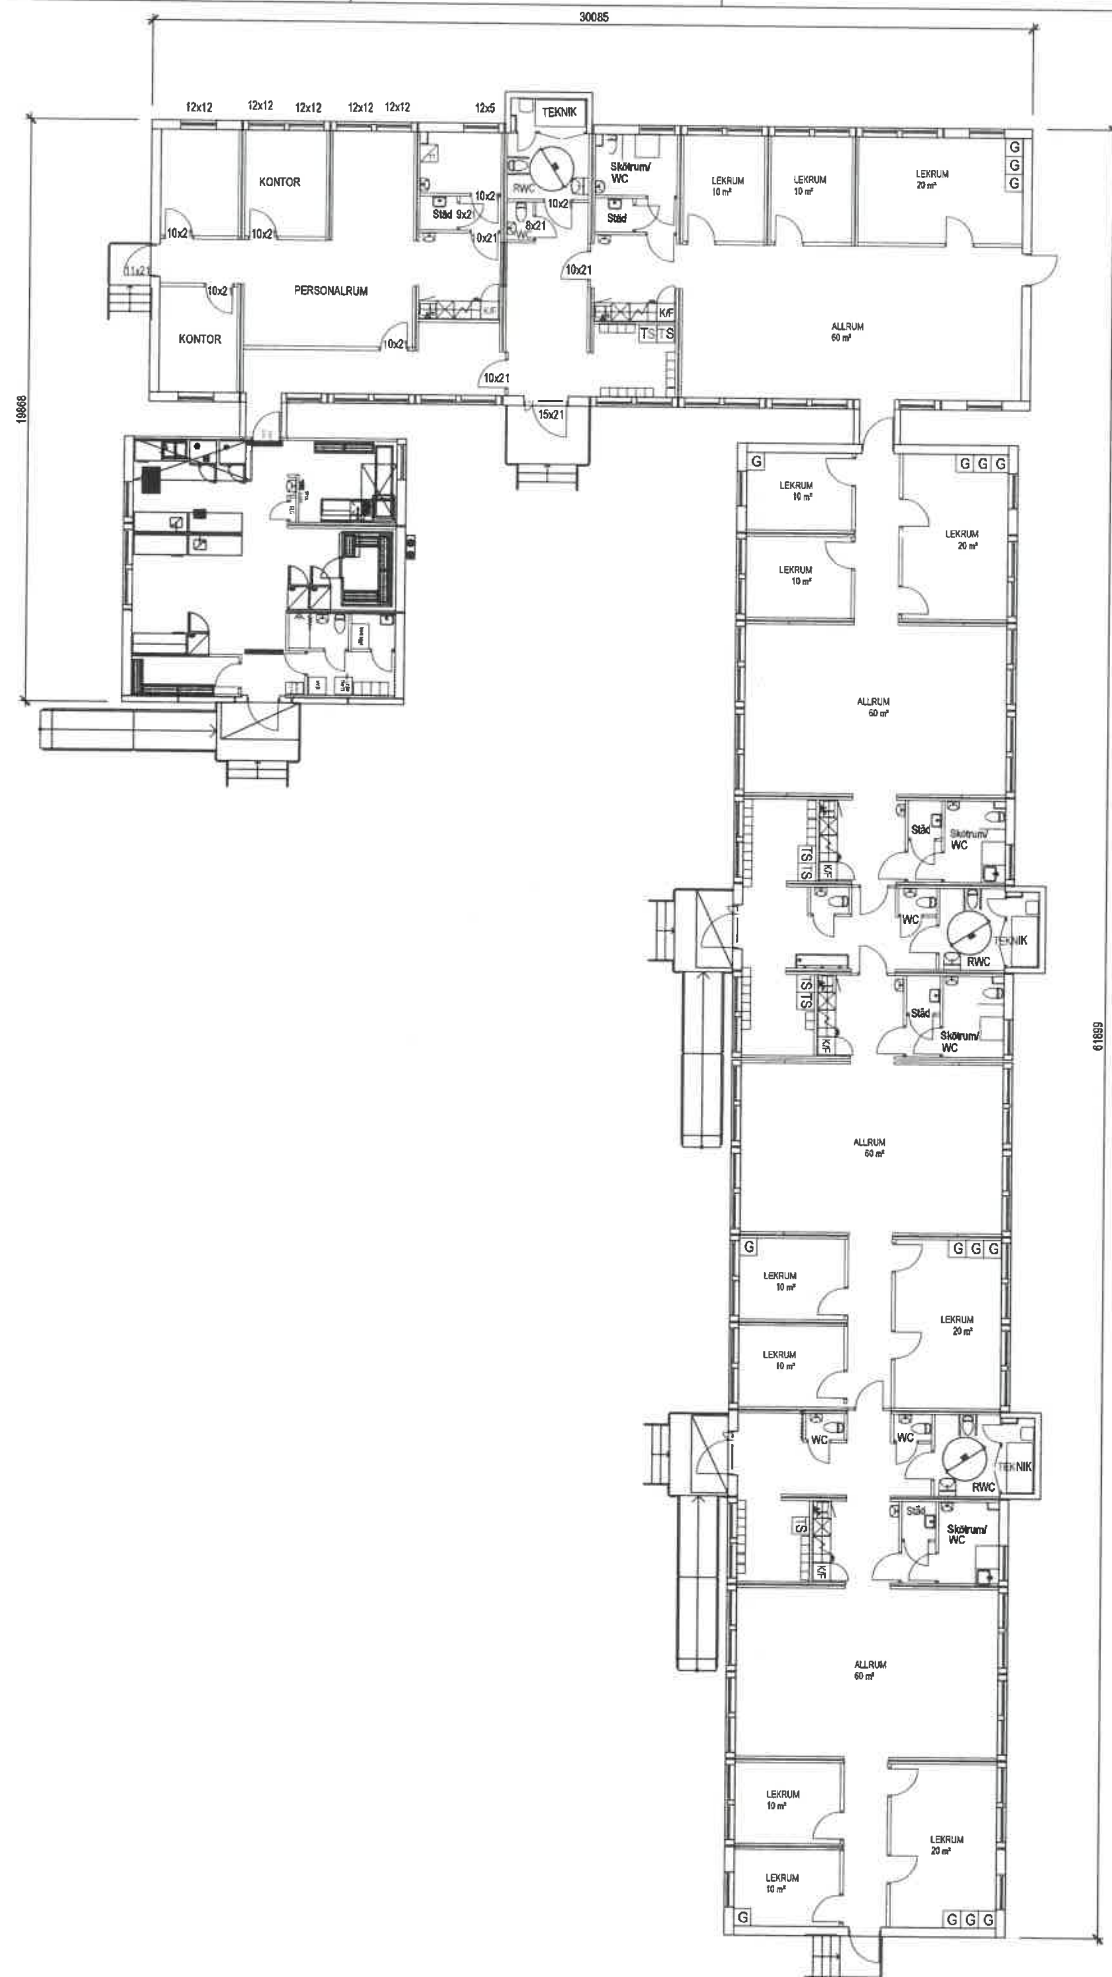 30085
12x12
12x12
12x12
12x12
12x12
12x5
TEKNIK
KONTOR
RWC
Skötrum/
WC
LEKRUM
10 m²
LEKRUM
10 m²
LEKRUM
20 m²
G
G
G
10x2
Städ
9x2
10x2
8x21
Städ
10x2
10x2
0x21
11x21
10x21
10x21
PERSONALRUM
K/F
K/F
TS
TS
ALLRUM
60 m²
KONTOR
10x21
10x21
15x21
19868
61899
G
LEKRUM
10 m²
G
G
G
LEKRUM
20 m²
LEKRUM
10 m²
ALLRUM
60 m²
TS
TS
K/F
Städ
Skötrum/
WC
WC
RWC
TEKNIK
TS
TS
K/F
Städ
Skötrum/
WC
ALLRUM
60 m²
G
LEKRUM
10 m²
G
G
G
LEKRUM
20 m²
LEKRUM
10 m²
WC
WC
RWC
TEKNIK
TS
K/F
Städ
Skötrum/
WC
ALLRUM
60 m²
LEKRUM
10 m²
LEKRUM
20 m²
LEKRUM
10 m²
G
G
G
G